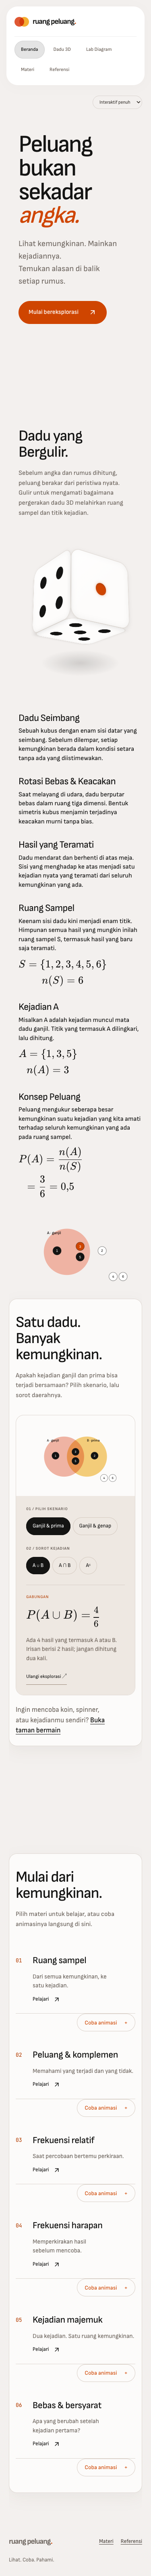 ruang peluang.
Beranda
Dadu 3D
Lab Diagram
Materi
Referensi
Interaktif penuh
Peluang
bukan
sekadar
angka.
Lihat kemungkinan. Mainkan
kejadiannya.
Temukan alasan di balik
setiap rumus.
Mulai bereksplorasi
Dadu yang
Bergulir.
Sebelum angka dan rumus dihitung,
peluang berakar dari peristiwa nyata.
Gulir untuk mengamati bagaimana
pergerakan dadu 3D melahirkan ruang
sampel dan titik kejadian.
Dadu Seimbang
Sebuah kubus dengan enam sisi datar yang
seimbang. Sebelum dilempar, setiap
kemungkinan mata dadu setara
tanpa ada yang diistimewakan.
Rotasi Bebas & Keacakan
Saat melayang di udara, dadu berputar
bebas dalam ruang tiga dimensi. Bentuk
simetris kubus menjamin terjadinya
keacakan murni tanpa bias.
Hasil yang Teramati
Dadu mendarat dan berhenti di atas meja.
Sisi yang menghadap ke atas menjadi satu
kejadian nyata yang teramati dari seluruh
kemungkinan yang ada.
Ruang Sampel
Keenam sisi dadu kini menjadi enam titik.
Himpunan semua hasil yang mungkin inilah
ruang sampel S, termasuk hasil yang baru
saja teramati.
S = {1, 2, 3, 4, 5, 6}
n(S) = 6
Kejadian A
Misalkan A adalah kejadian muncul mata
dadu ganjil. Titik yang termasuk A dilingkari,
lalu dihitung.
A = {1, 3, 5}
n(A) = 3
Konsep Peluang
Peluang mengukur seberapa besar
kemungkinan suatu kejadian yang kita amati
terhadap seluruh kemungkinan yang ada
pada ruang sampel.
P(A) = n(A)/n(S)
= 3/6 = 0,5
A · ganjil
Satu dadu.
Banyak
kemungkinan.
Apakah kejadian ganjil dan prima bisa
terjadi bersamaan? Pilih skenario, lalu
sorot daerahnya.
01 / PILIH SKENARIO
Ganjil & prima
Ganjil & genap
02 / SOROT KEJADIAN
A ∪ B
A ∩ B
Aᶜ
GABUNGAN
P(A ∪ B) = 4/6
Ada 4 hasil yang termasuk A atau B.
Irisan berisi 2 hasil; jangan dihitung
dua kali.
Ulangi eksplorasi
Ingin mencoba koin, spinner,
atau kejadianmu sendiri? Buka
taman bermain
Mulai dari
kemungkinan.
Pilih materi untuk belajar, atau coba
animasinya langsung di sini.
01
Ruang sampel
Dari semua kemungkinan, ke
satu kejadian.
Pelajari
Coba animasi +
02
Peluang & komplemen
Memahami yang terjadi dan yang tidak.
Pelajari
Coba animasi +
03
Frekuensi relatif
Saat percobaan bertemu perkiraan.
Pelajari
Coba animasi +
04
Frekuensi harapan
Memperkirakan hasil
sebelum mencoba.
Pelajari
Coba animasi +
05
Kejadian majemuk
Dua kejadian. Satu ruang kemungkinan.
Pelajari
Coba animasi +
06
Bebas & bersyarat
Apa yang berubah setelah
kejadian pertama?
Pelajari
Coba animasi +
ruang peluang.
Materi
Referensi
Lihat. Coba. Pahami.